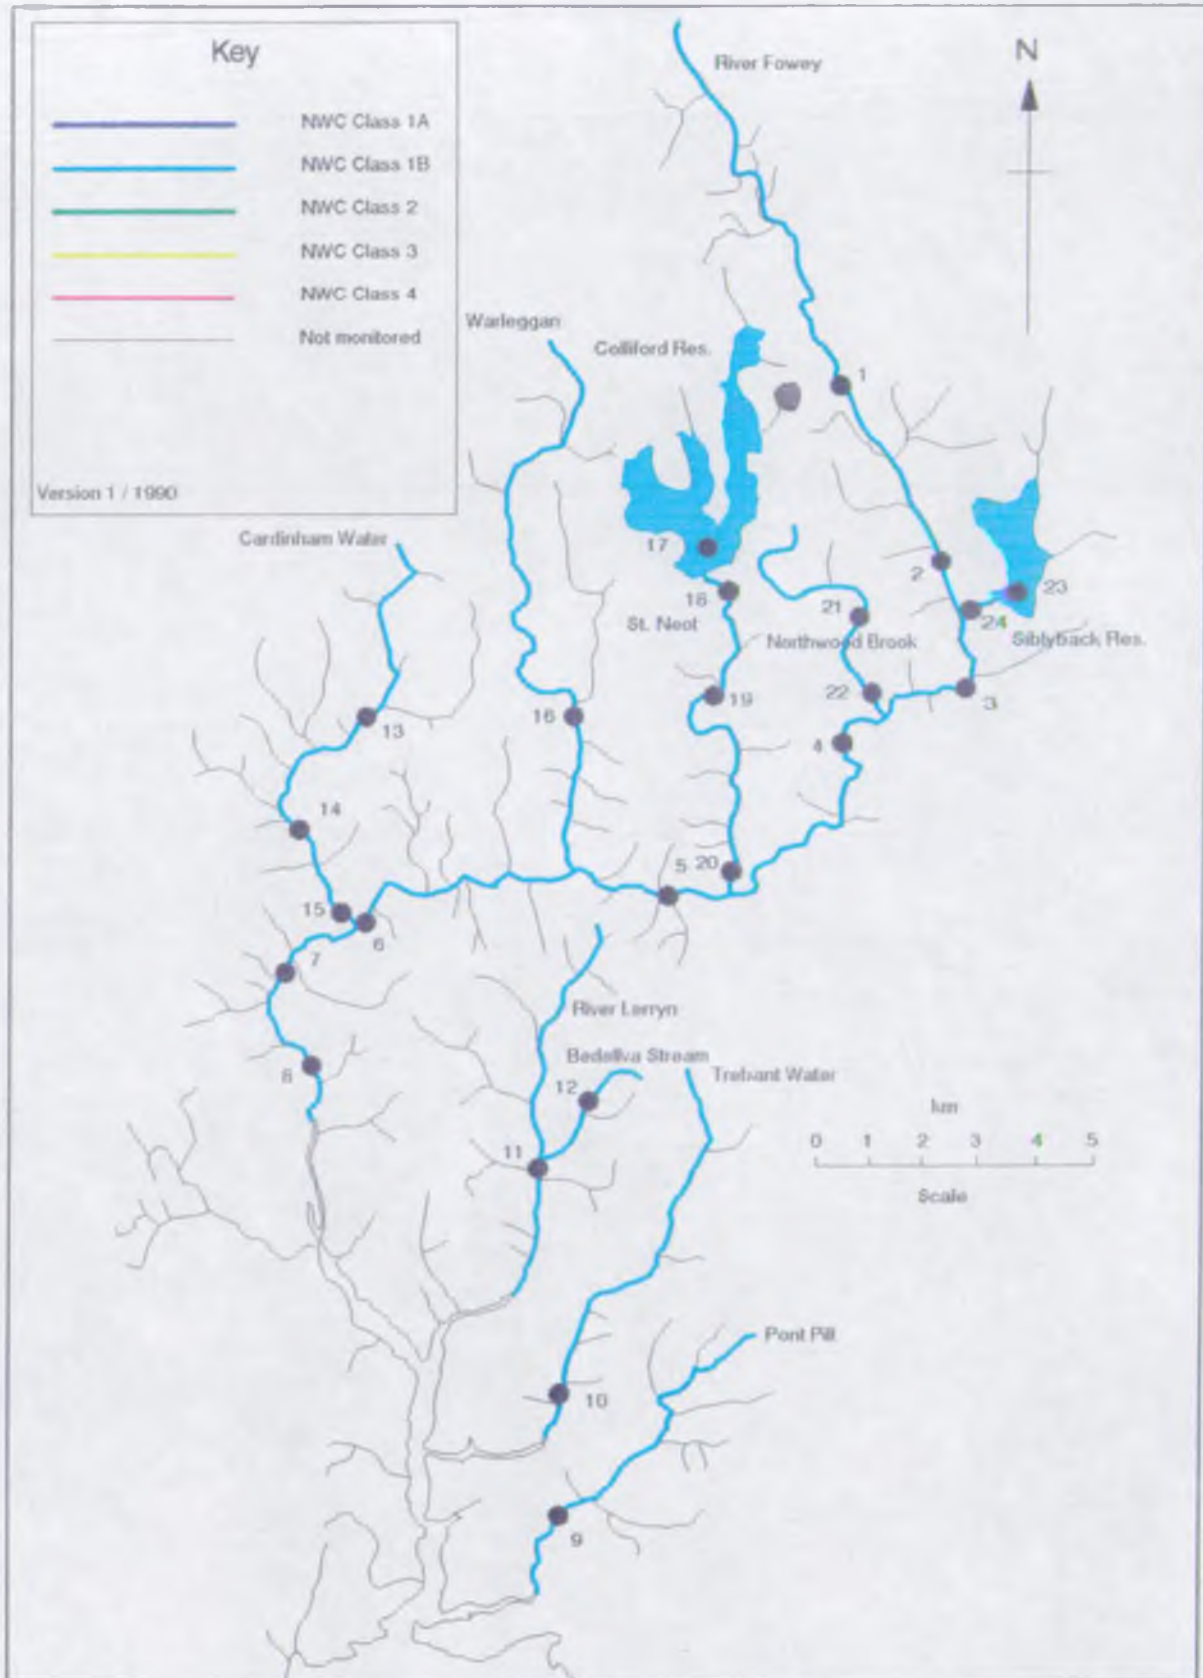 Key
NWC Class 1A
NWC Class 1B
NWC Class 2
NWC Class 3
NWC Class 4
Not monitored
Version 1 / 1990
River Fowey
N
Warleggan
Colliford Res.
1
Cardinham Water
17
2
23
18
21
24
St. Neot
Northwood Brook
Siblyback Res.
22
3
19
16
13
4
14
5
20
15
6
7
River Lerryn
Bedellva Stream
8
12
Trebant Water
km
0 1 2 3 4 5
Scale
11
Pont Pill
10
9